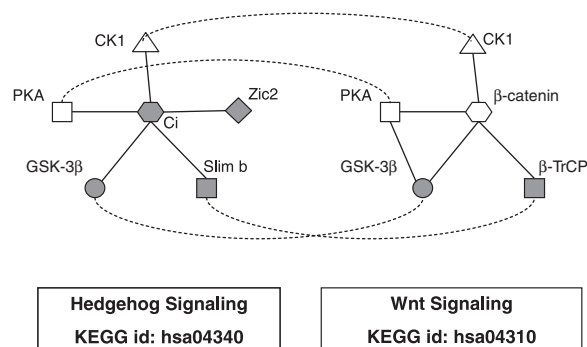 CK1
CK1
PKA
Zic2
Ci
PKA
β-catenin
GSK-3β
Slim b
GSK-3β
β-TrCP
Hedgehog Signaling
KEGG id: hsa04340
Wnt Signaling
KEGG id: hsa04310